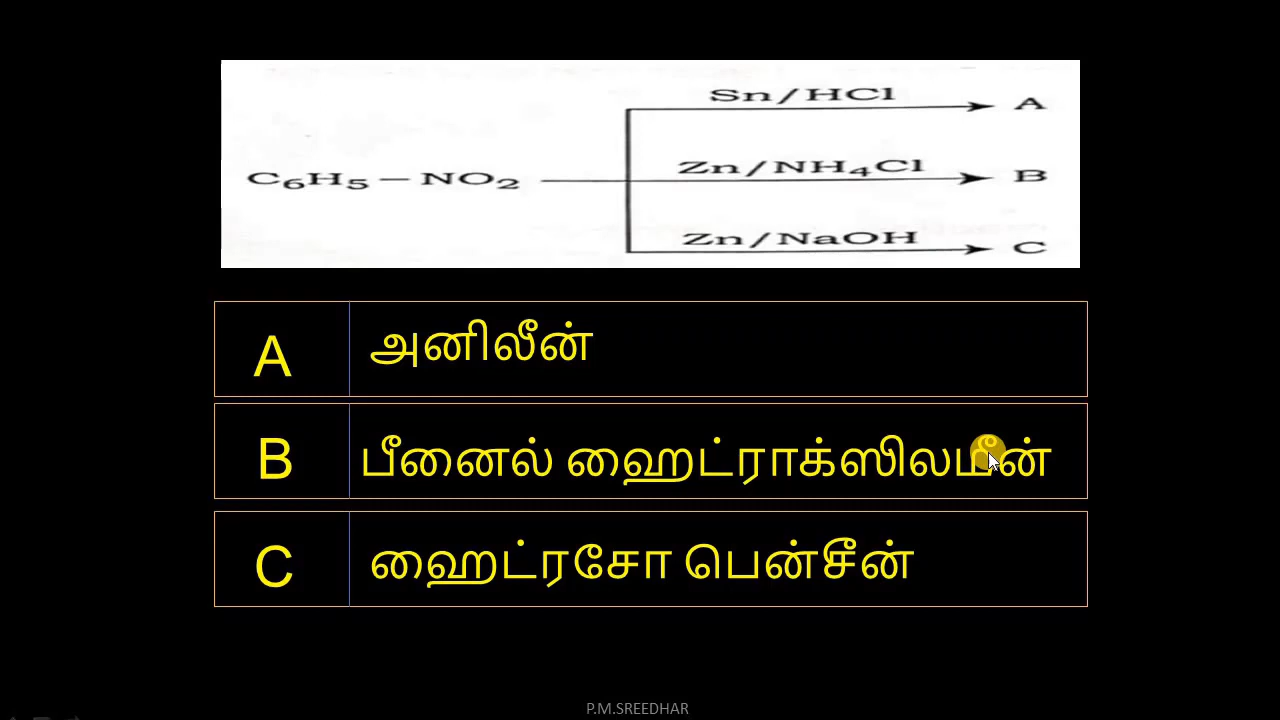 Sn/HCl
A
C₆H₅ – NO₂
Zn/NH₄Cl
B
Zn/NaOH
C
A அனிலீன்
B பீனைல் ஹைட்ராக்ஸிலமீன்
C ஹைட்ரசோ பென்சீன்
P.M.SREEDHAR